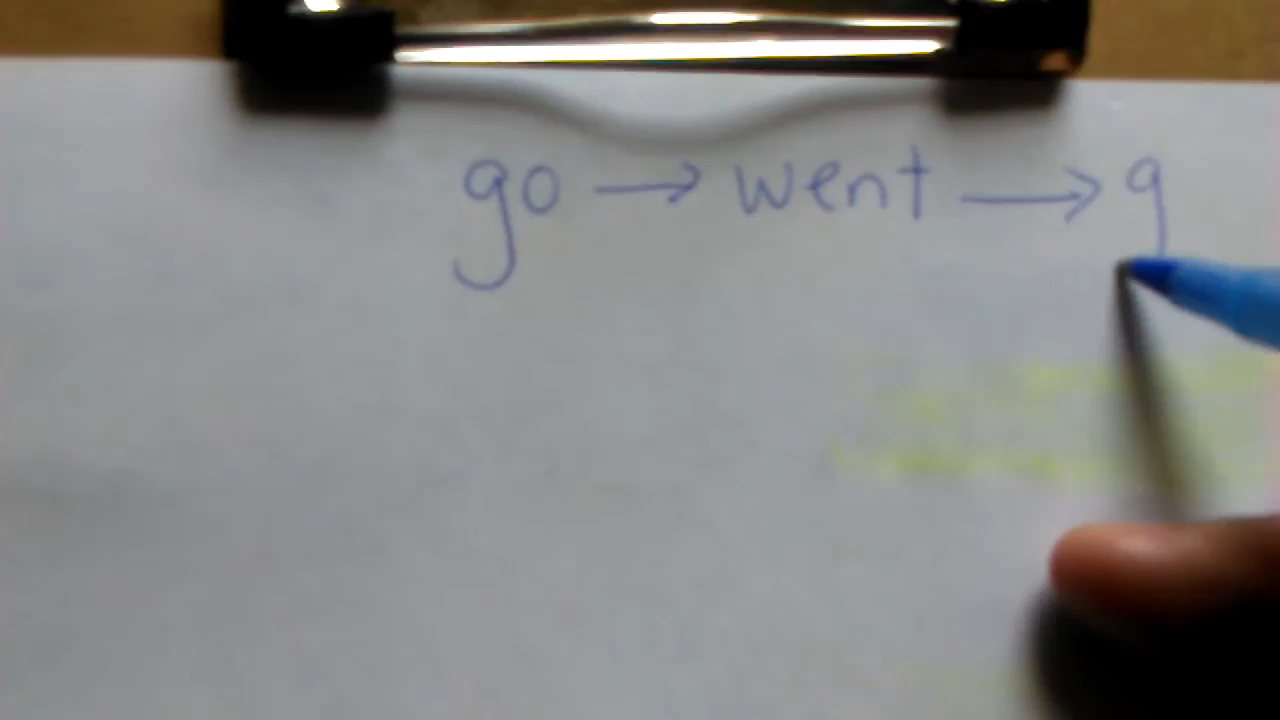 go → went → g